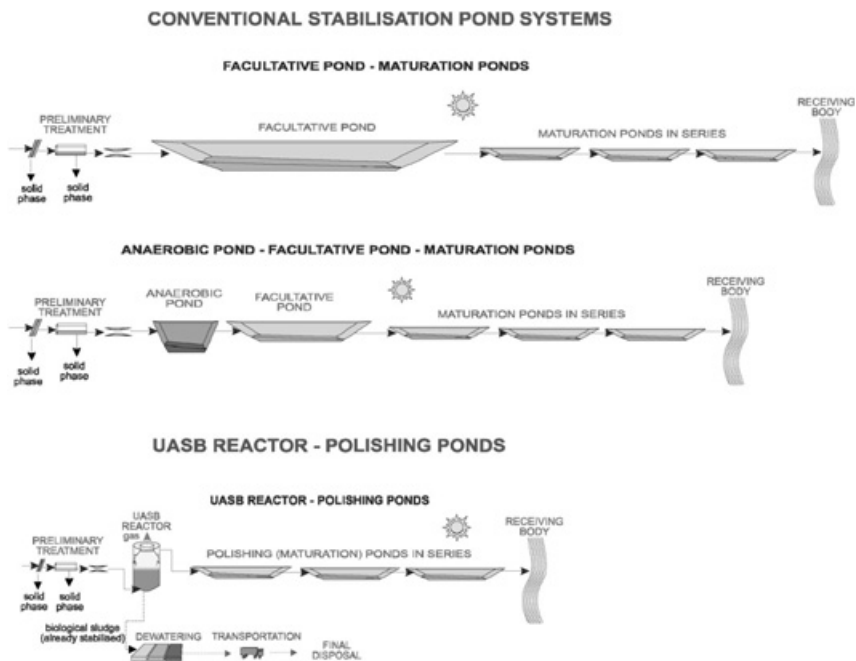 CONVENTIONAL STABILISATION POND SYSTEMS
FACULTATIVE POND - MATURATION PONDS
PRELIMINARY
TREATMENT
FACULTATIVE POND
MATURATION PONDS IN SERIES
RECEIVING
BODY
solid
phase
solid
phase
ANAEROBIC POND - FACULTATIVE POND - MATURATION PONDS
PRELIMINARY
TREATMENT
ANAEROBIC
POND
FACULTATIVE
POND
MATURATION PONDS IN SERIES
RECEIVING
BODY
solid
phase
solid
phase
UASB REACTOR - POLISHING PONDS
UASB REACTOR - POLISHING PONDS
PRELIMINARY
TREATMENT
UASB
REACTOR
gas
POLISHING (MATURATION) PONDS IN SERIES
RECEIVING
BODY
solid
phase
solid
phase
biological sludge
(already stabilised)
DEWATERING
TRANSPORTATION
FINAL
DISPOSAL